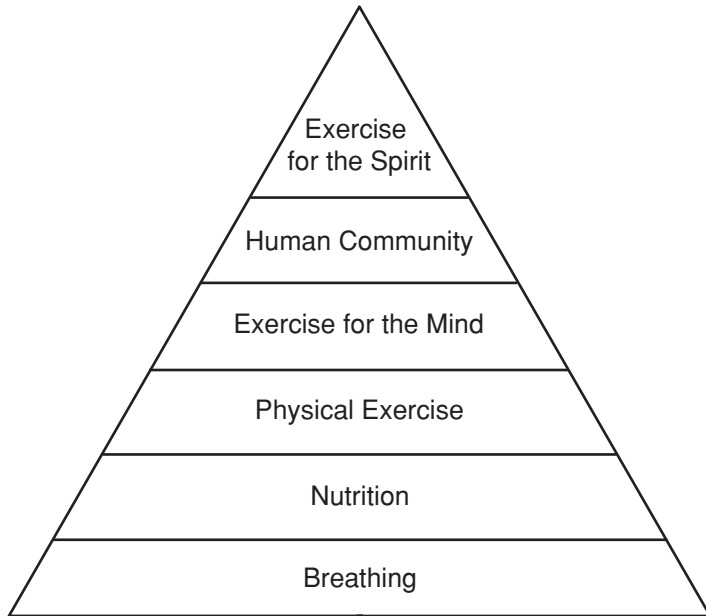 Exercise
for the Spirit
Human Community
Exercise for the Mind
Physical Exercise
Nutrition
Breathing